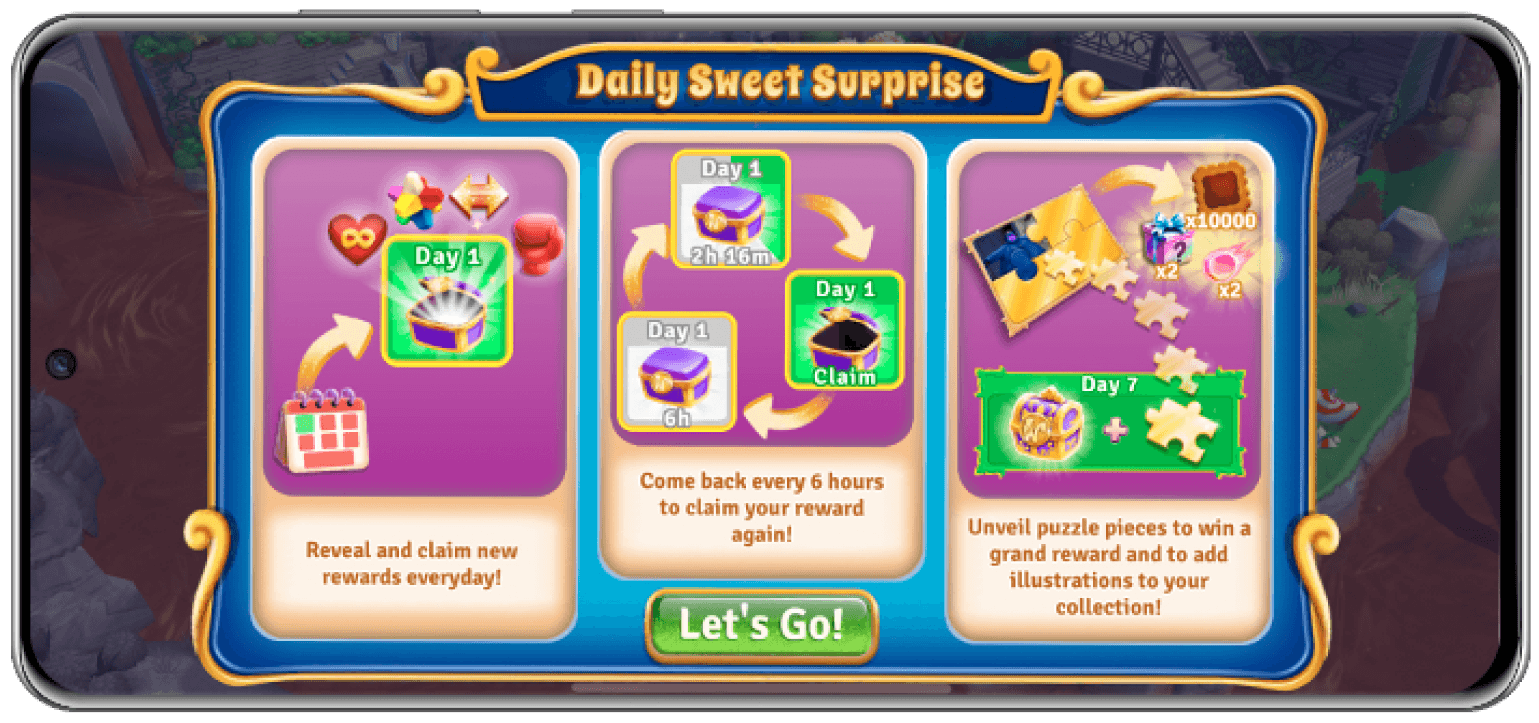 Daily Sweet Surprise
Day 1
Reveal and claim new
rewards everyday!
Day 1
2h 16m
Day 1
Claim
Day 1
6h
Come back every 6 hours
to claim your reward
again!
x10000
?
x2
x2
Day 7
+
Unveil puzzle pieces to win a
grand reward and to add
illustrations to your
collection!
Let's Go!